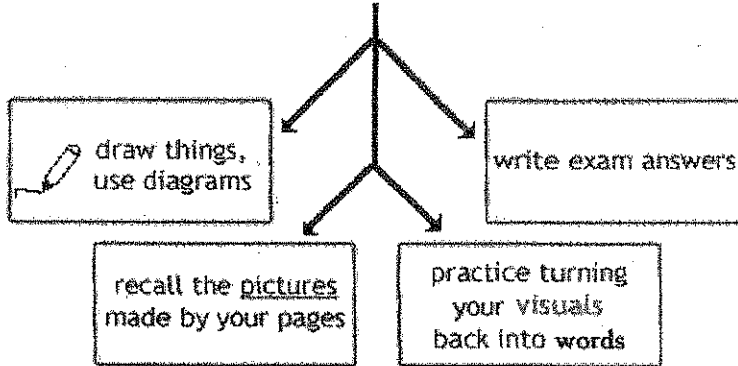 draw things,
use diagrams
write exam answers
recall the pictures
made by your pages
practice turning
your visuals
back into words